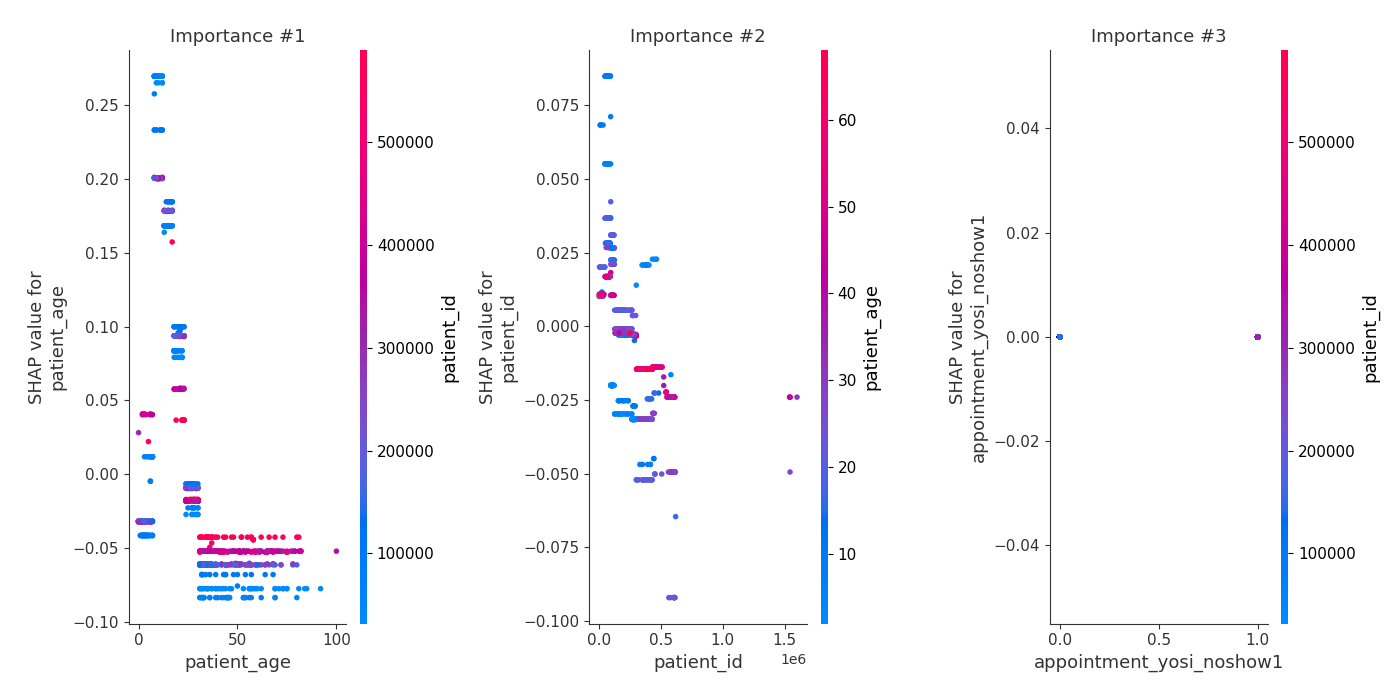 Importance #1
SHAP value for
patient_age
0.25
0.20
0.15
0.10
0.05
0.00
−0.05
−0.10
0
50
100
patient_age
500000
400000
300000
200000
100000
patient_id
Importance #2
SHAP value for
patient_id
0.075
0.050
0.025
0.000
−0.025
−0.050
−0.075
−0.100
0.0
0.5
1.0
1.5
1e6
patient_id
60
50
40
30
20
10
patient_age
Importance #3
SHAP value for
appointment_yosi_noshow1
0.04
0.02
0.00
−0.02
−0.04
0.0
0.5
1.0
appointment_yosi_noshow1
500000
400000
300000
200000
100000
patient_id